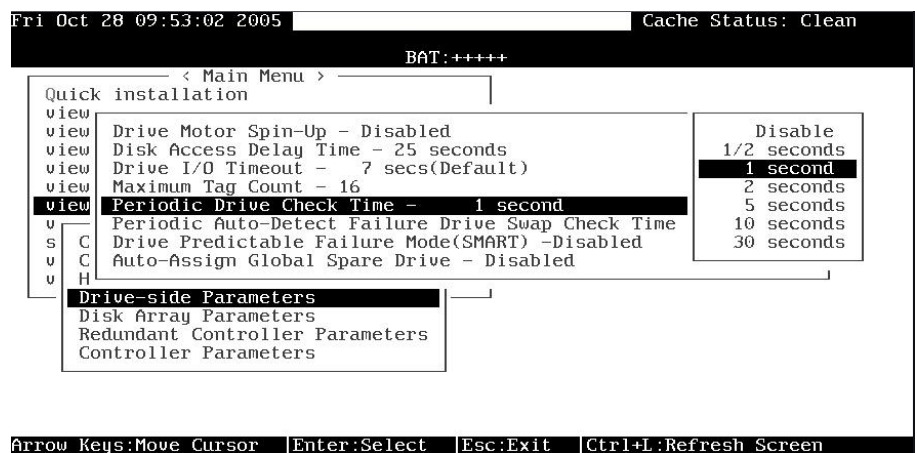 Fri Oct 28 09:53:02 2005 Cache Status: Clean
BAT:+++++
< Main Menu >
Quick installation
view
view Drive Motor Spin-Up - Disabled
view Disk Access Delay Time - 25 seconds
view Drive I/O Timeout - 7 secs(Default)
view Maximum Tag Count - 16
view Periodic Drive Check Time - 1 second
v Periodic Auto-Detect Failure Drive Swap Check Time
s C Drive Predictable Failure Mode(SMART) -Disabled
v C Auto-Assign Global Spare Drive - Disabled
v H
Disable
1/2 seconds
1 second
2 seconds
5 seconds
10 seconds
30 seconds
Drive-side Parameters
Disk Array Parameters
Redundant Controller Parameters
Controller Parameters
Arrow Keys:Move Cursor |Enter:Select |Esc:Exit |Ctrl+L:Refresh Screen